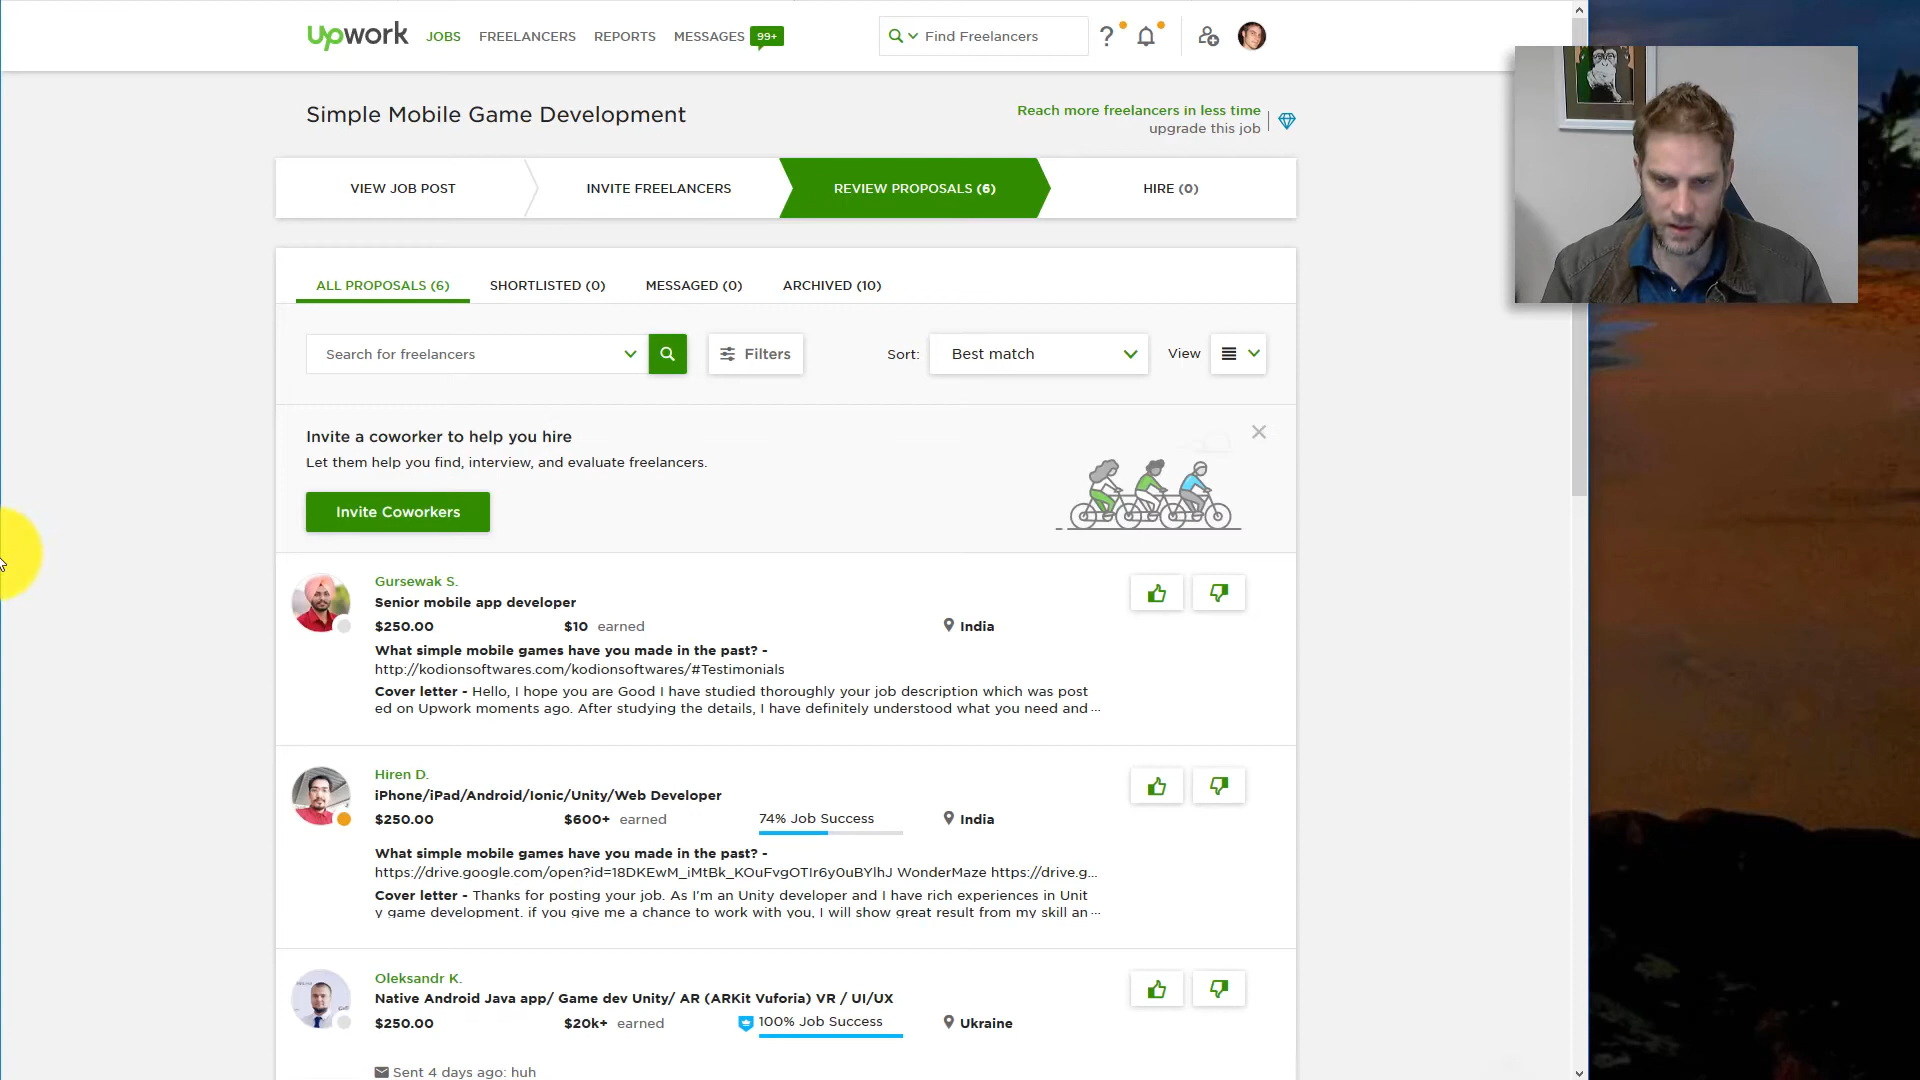 upwork JOBS FREELANCERS REPORTS MESSAGES 99+ Find Freelancers ?
Simple Mobile Game Development
Reach more freelancers in less time
upgrade this job
VIEW JOB POST INVITE FREELANCERS REVIEW PROPOSALS (6) HIRE (0)
ALL PROPOSALS (6) SHORTLISTED (0) MESSAGED (0) ARCHIVED (10)
Search for freelancers Filters Sort: Best match View
Invite a coworker to help you hire
Let them help you find, interview, and evaluate freelancers.
Invite Coworkers
Gursewak S.
Senior mobile app developer
$250.00 $10 earned India
What simple mobile games have you made in the past? -
http://kodionsoftwares.com/kodionsoftwares/#Testimonials
Cover letter - Hello, I hope you are Good I have studied thoroughly your job description which was post
ed on Upwork moments ago. After studying the details, I have definitely understood what you need and ...
Hiren D.
iPhone/iPad/Android/Ionic/Unity/Web Developer
$250.00 $600+ earned 74% Job Success India
What simple mobile games have you made in the past? -
https://drive.google.com/open?id=18DKEwM_iMtBk_KOuFvgOTIr6y0uBYlhJ WonderMaze https://drive.g...
Cover letter - Thanks for posting your job. As I'm an Unity developer and I have rich experiences in Unit
y game development. if you give me a chance to work with you, I will show great result from my skill an ...
Oleksandr K.
Native Android Java app/ Game dev Unity/ AR (ARKit Vuforia) VR / UI/UX
$250.00 $20k+ earned 100% Job Success Ukraine
Sent 4 days ago: huh